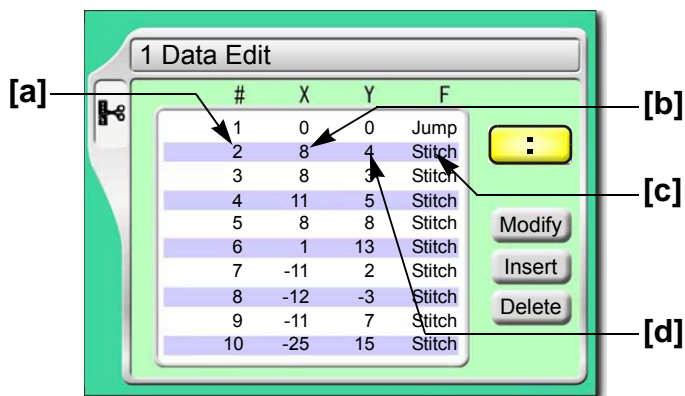 1 Data Edit
[a]
# X Y F
[b]
1 0 0 Jump
:
2 8 4 Stitch
3 8 3 Stitch
[c]
4 11 5 Stitch
5 8 8 Stitch
Modify
6 1 13 Stitch
7 -11 2 Stitch
Insert
8 -12 -3 Stitch
Delete
9 -11 7 Stitch
[d]
10 -25 15 Stitch